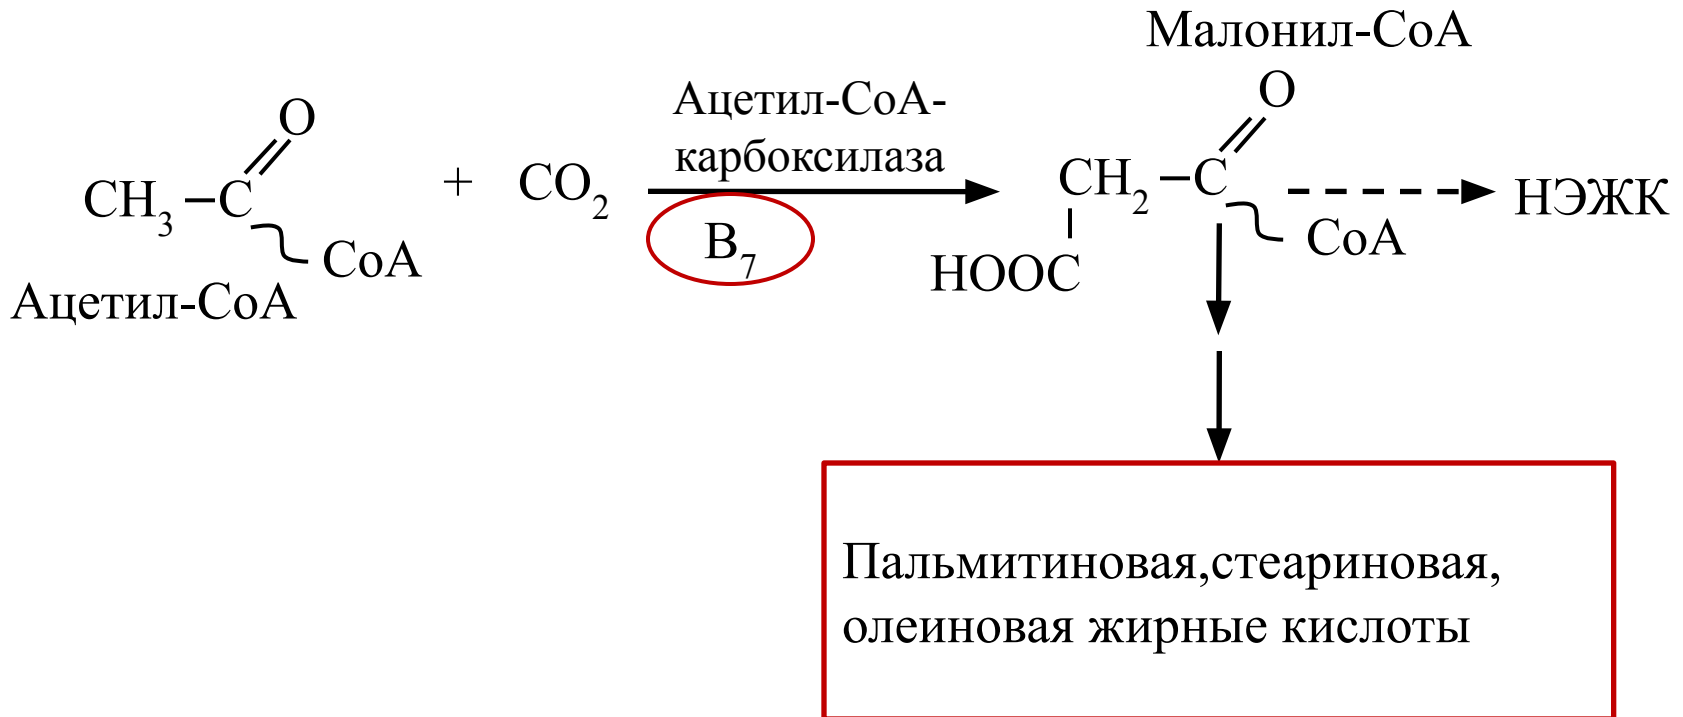 Малонил-CoA
O
O
Ацетил-CoA-
карбоксилаза
CH3 –C + CO2 CH2 –C НЭЖК
B7
CoA CoA
HOOC
Ацетил-CoA
Пальмитиновая,стеариновая,
олеиновая жирные кислоты